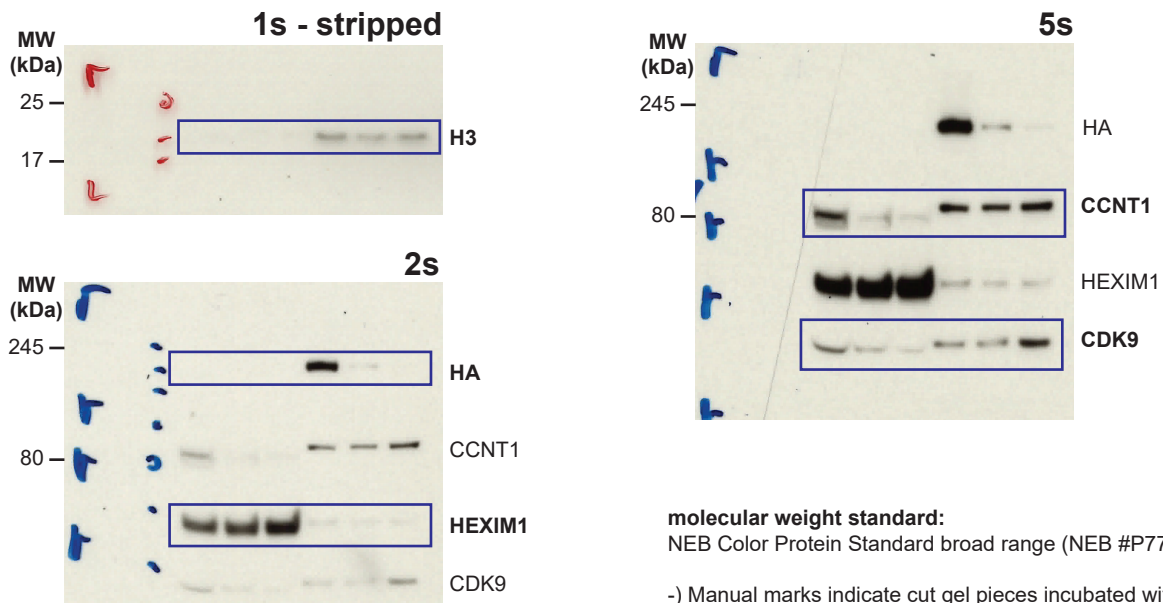 1s - stripped
MW
(kDa)
25
17
H3
2s
MW
(kDa)
245
80
HA
CCNT1
HEXIM1
CDK9
5s
MW
(kDa)
245
80
HA
CCNT1
HEXIM1
CDK9
molecular weight standard:
NEB Color Protein Standard broad range (NEB #P77
-) Manual marks indicate cut gel pieces incubated wi